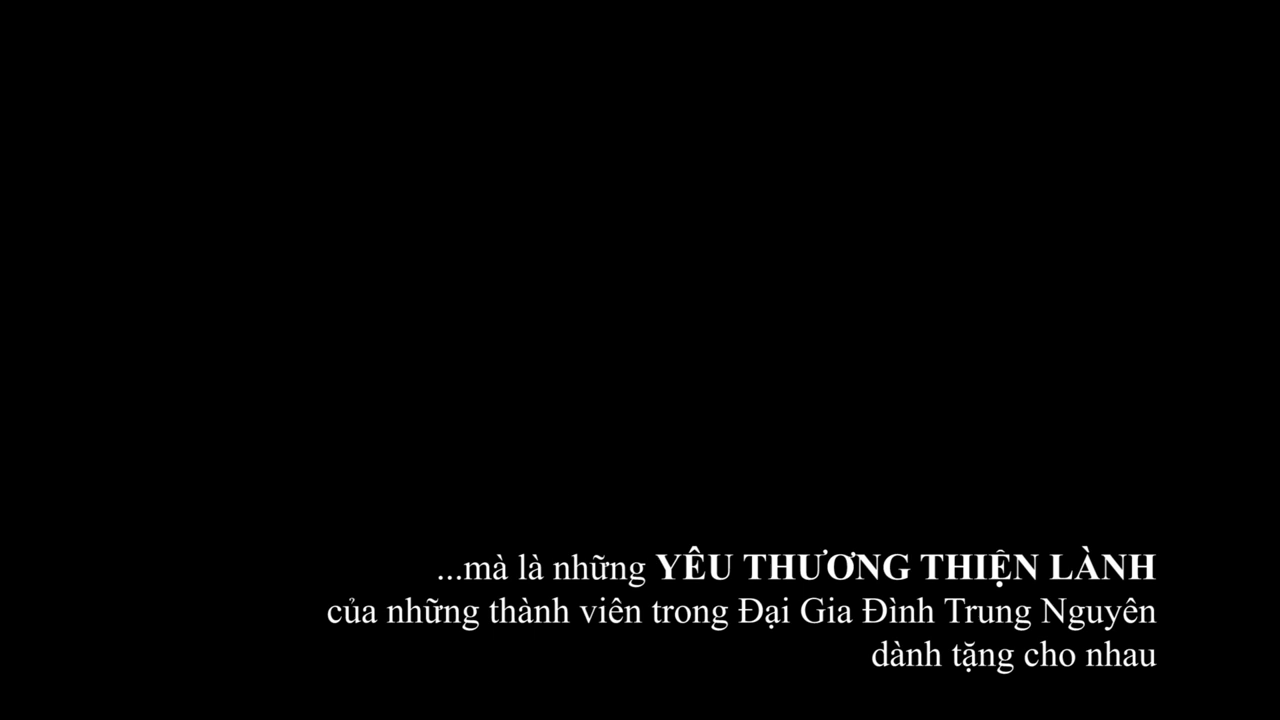 ...mà là những YÊU THƯƠNG THIỆN LÀNH
của những thành viên trong Đại Gia Đình Trung Nguyên
dành tặng cho nhau